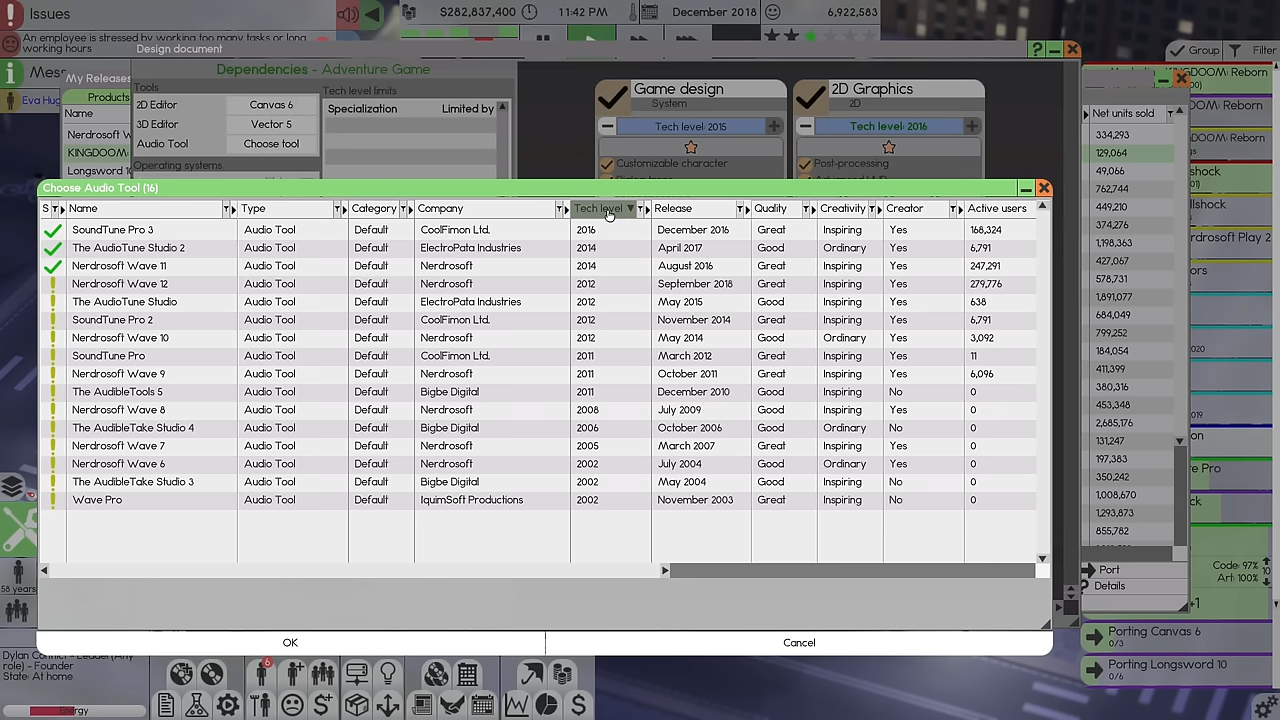 Issues
$282,837,400
11:42 PM
December 2018
6,922,583
An employee is stressed by working too many tasks or long
working hours
Design document
Group
Filter
Mes
My Releases
Dependencies - Adventure Game
Tools
2D Editor
Canvas 6
3D Editor
Vector 5
Audio Tool
Choose tool
Operating systems
Tech level limits
Specialization
Limited by
Game design
System
Tech level: 2015
Customizable character
2D Graphics
2D
Tech level: 2016
Post-processing
Eva Hug
Products
Name
Nerdrosoft W
KINGDOOM:
Longsword 10
Choose Audio Tool (16)
S Name Type Category Company Tech level Release Quality Creativity Creator Active users
SoundTune Pro 3 Audio Tool Default CoolFimon Ltd. 2016 December 2016 Great Inspiring Yes 168,324
The AudioTune Studio 2 Audio Tool Default ElectroPata Industries 2014 April 2017 Good Ordinary Yes 6,791
Nerdrosoft Wave 11 Audio Tool Default Nerdrosoft 2014 August 2016 Great Inspiring Yes 247,291
Nerdrosoft Wave 12 Audio Tool Default Nerdrosoft 2012 September 2018 Great Inspiring Yes 279,776
The AudioTune Studio Audio Tool Default ElectroPata Industries 2012 May 2015 Good Inspiring Yes 638
SoundTune Pro 2 Audio Tool Default CoolFimon Ltd. 2012 November 2014 Great Inspiring Yes 6,791
Nerdrosoft Wave 10 Audio Tool Default Nerdrosoft 2012 May 2014 Good Ordinary Yes 3,092
SoundTune Pro Audio Tool Default CoolFimon Ltd. 2011 March 2012 Great Inspiring Yes 11
Nerdrosoft Wave 9 Audio Tool Default Nerdrosoft 2011 October 2011 Great Inspiring Yes 6,096
The AudibleTools 5 Audio Tool Default Bigbe Digital 2011 December 2010 Good Inspiring No 0
Nerdrosoft Wave 8 Audio Tool Default Nerdrosoft 2008 July 2009 Good Inspiring Yes 0
The AudibleTake Studio 4 Audio Tool Default Bigbe Digital 2006 October 2006 Good Ordinary No 0
Nerdrosoft Wave 7 Audio Tool Default Nerdrosoft 2005 March 2007 Great Inspiring Yes 0
Nerdrosoft Wave 6 Audio Tool Default Nerdrosoft 2002 July 2004 Good Ordinary Yes 0
The AudibleTake Studio 3 Audio Tool Default Bigbe Digital 2002 May 2004 Good Inspiring No 0
Wave Pro Audio Tool Default IquimSoft Productions 2002 November 2003 Great Inspiring No 0
OK
Cancel
Net units sold
334,293
129,064
49,066
762,744
449,210
374,276
1,198,363
427,067
578,731
1,891,077
684,049
799,252
184,054
411,399
380,316
453,348
2,685,176
131,247
197,383
350,242
1,008,670
1,293,873
855,782
Port
Details
Reborn
KINGDOOM: Reborn
KINGDOOM: Reborn
Code: 97%
Art: 100%
+1
Porting Canvas 6
0/3
Porting Longsword 10
0/6
58 years
role) - Founder
State: At home
Energy
6